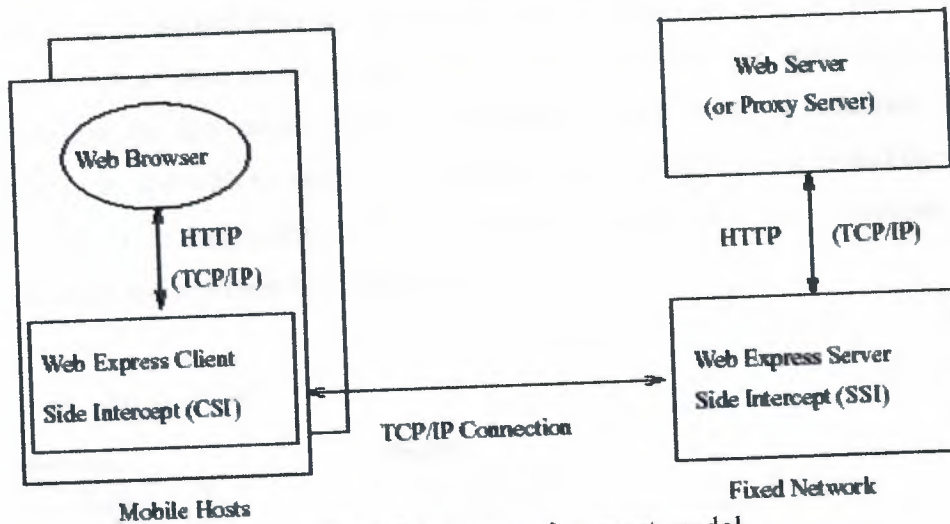 Web Server
(or Proxy Server)
Web Browser
HTTP
(TCP/IP)
HTTP
(TCP/IP)
Web Express Client
Side Intercept (CSI)
Web Express Server
Side Intercept (SSI)
TCP/IP Connection
Mobile Hosts
Fixed Network